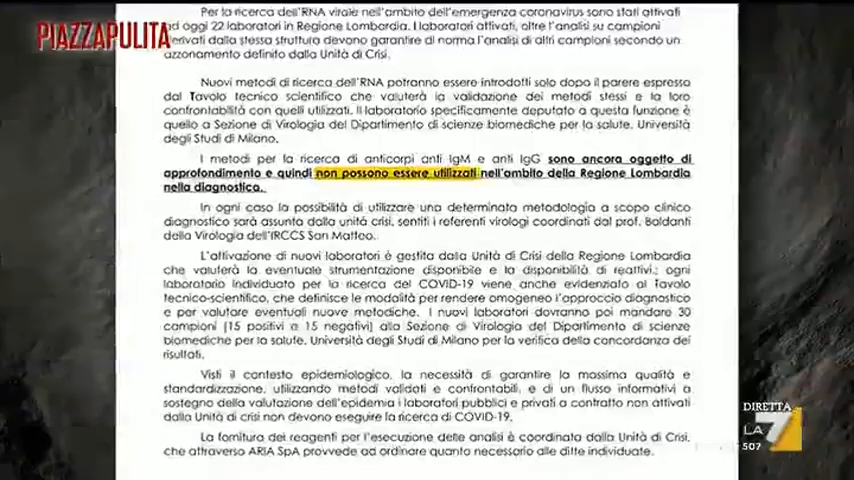 Per la ricerca dell'RNA virale nell'ambito dell'emergenza coronavirus sono stati attivati
ad oggi 22 laboratori in Regione Lombardia. I laboratori attivati, oltre l'analisi su campioni
derivati dalla stessa struttura devono garantire di norma l'analisi di altri campioni secondo un
azzonamento definito dalla Unità di Crisi.
PIAZZAPULITA
Nuovi metodi di ricerca dell'RNA potranno essere introdotti solo dopo il parere espresso
dal Tavolo tecnico scientifico che valuterà la validazione dei metodi stessi e la loro
confrontabilità con quelli utilizzati. Il laboratorio specificamente deputato a questa funzione è
quello a Sezione di Virologia del Dipartimento di scienze biomediche per la salute. Università
degli Studi di Milano.
I metodi per la ricerca di anticorpi anti IgM e anti IgG sono ancora oggetto di
approfondimento e quindi non possono essere utilizzati nell'ambito della Regione Lombardia
nella diagnostica.
In ogni caso la possibilità di utilizzare una determinata metodologia a scopo clinico
diagnostico sarà assunta dalla unità crisi, sentiti i referenti virologi coordinati dal prof. Baldanti
della Virologia dell'IRCCS San Matteo.
L'attivazione di nuovi laboratori è gestita dalla Unità di Crisi della Regione Lombardia
che valuterà la eventuale strumentazione disponibile e la disponibilità di reattivi.; ogni
laboratorio individuato per la ricerca del COVID-19 viene anche evidenziato al Tavolo
tecnico-scientifico, che definisce le modalità per rendere omogeneo l'approccio diagnostico
e per valutare eventuali nuove metodiche. I nuovi laboratori dovranno poi mandare 30
campioni (15 positivi e 15 negativi) alla Sezione di Virologia del Dipartimento di scienze
biomediche per la salute. Università degli Studi di Milano per la verifica della concordanza dei
risultati.
Visti il contesto epidemiologico, la necessità di garantire la massima qualità e
standardizzazione, utilizzando metodi validati e confrontabili, e di un flusso informativi a
sostegno della valutazione dell'epidemia i laboratori pubblici e privati a contratto non attivati
dalla Unità di crisi non devono eseguire la ricerca di COVID-19.
La fornitura dei reagenti per l'esecuzione delle analisi è coordinata dalla Unità di Crisi,
che attraverso ARIA SpA provvede ad ordinare quanto necessario alle ditte individuate.
DIRETTA
LA 7
507